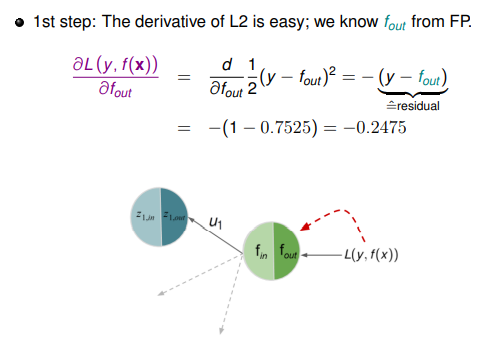 1st step: The derivative of L2 is easy; we know f_out from FP.
∂L(y, f(x)) / ∂f_out = d / ∂f_out 1/2 (y − f_out)² = − (y − f_out)
≙residual
= −(1 − 0.7525) = −0.2475
z_1,in z_1,out u_1
f_in f_out L(y, f(x))